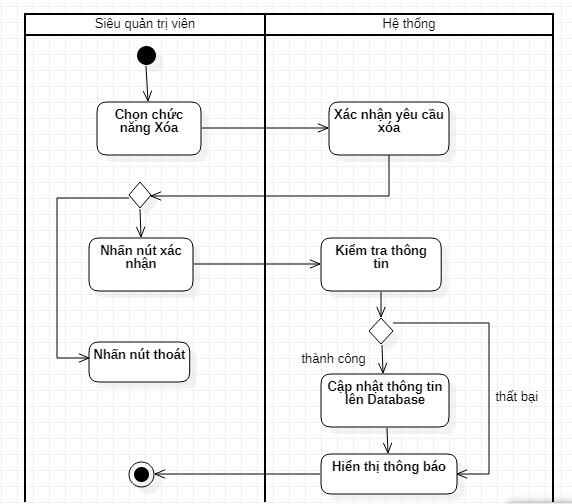 Siêu quản trị viên
Hệ thống
Chọn chức
năng Xóa
Xác nhận yêu cầu
xóa
Nhấn nút xác
nhận
Kiểm tra thông
tin
Nhấn nút thoát
thành công
Cập nhật thông tin
lên Database
thất bại
Hiển thị thông báo